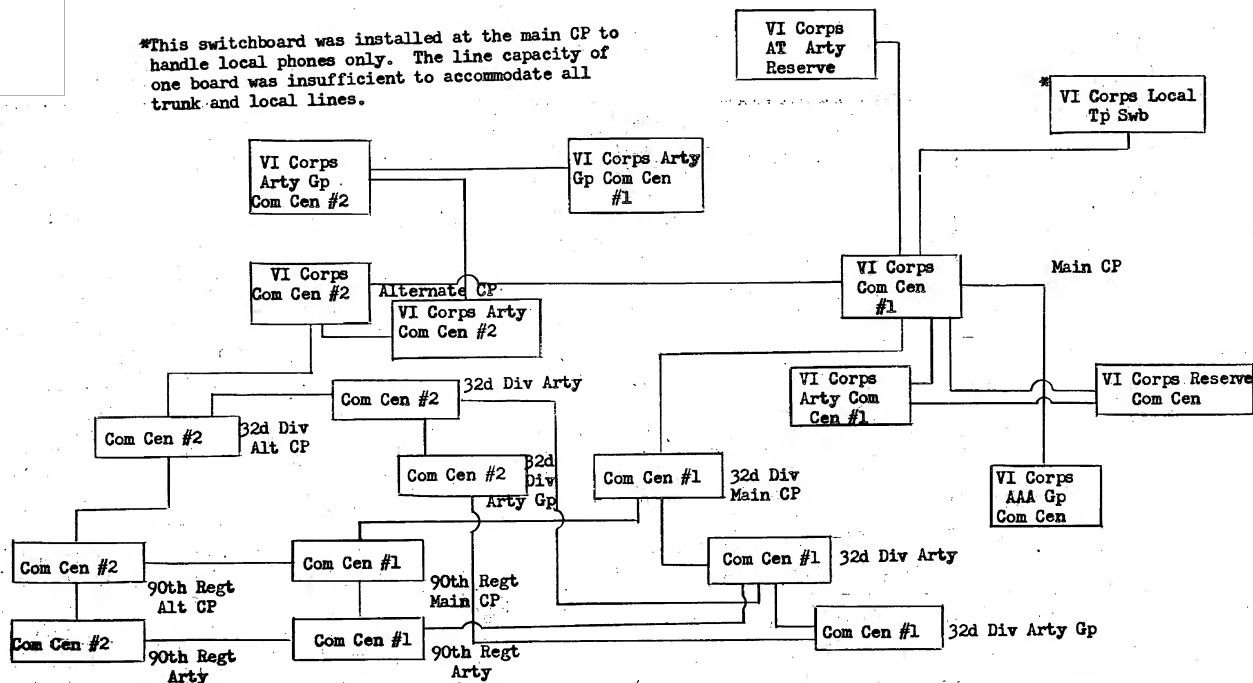 *This switchboard was installed at the main CP to
handle local phones only. The line capacity of
one board was insufficient to accommodate all
trunk and local lines.
VI Corps
AT Arty
Reserve
*
VI Corps Local
Tp Swb
VI Corps
Arty Gp
Com Cen #2
VI Corps Arty
Gp Com Cen
#1
VI Corps
Com Cen #2
Alternate CP
VI Corps Arty
Com Cen #2
VI Corps
Com Cen
#1
Main CP
VI Corps
Arty Com
Cen #1
VI Corps Reserve
Com Cen
Com Cen #2
32d Div Arty
Com Cen #2
32d Div
Alt CP
Com Cen #2
32d
Div
Arty Gp
Com Cen #1
32d Div
Main CP
VI Corps
AAA Gp
Com Cen
Com Cen #2
90th Regt
Alt CP
Com Cen #1
90th Regt
Main CP
Com Cen #1
32d Div Arty
Com Cen #2
90th Regt
Arty
Com Cen #1
90th Regt
Arty
Com Cen #1
32d Div Arty Gp